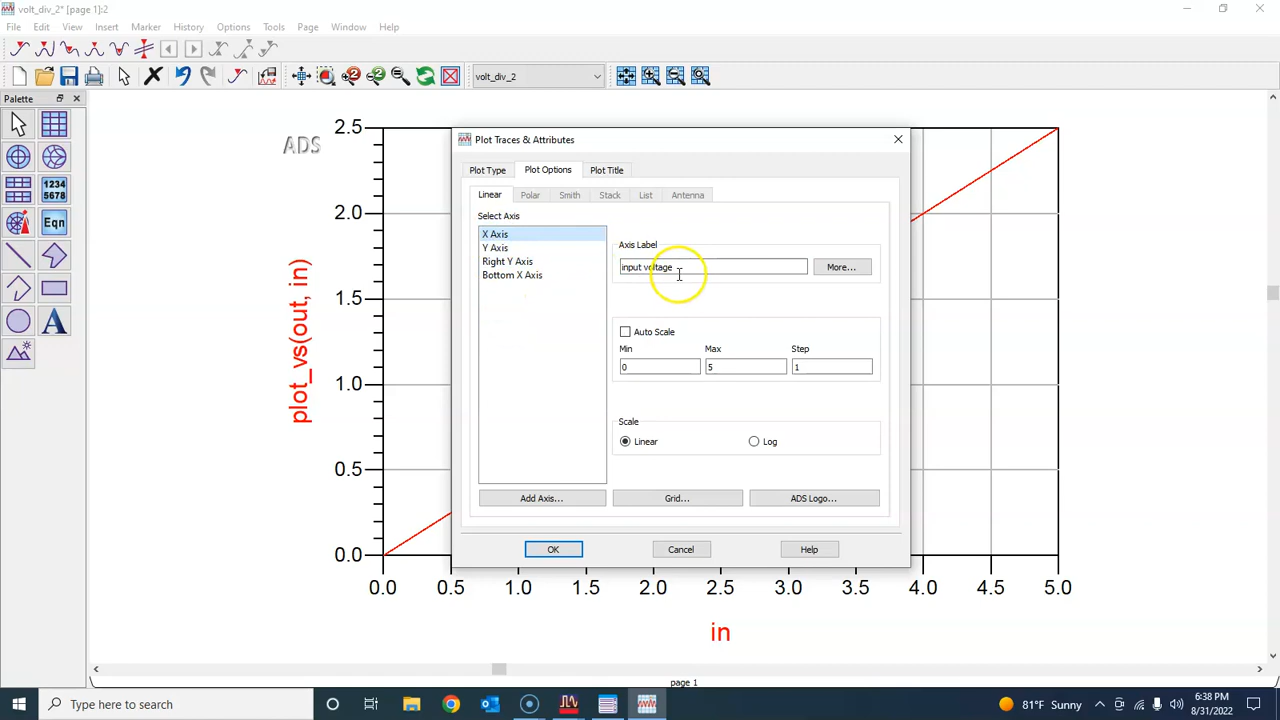 volt_div_2* [page 1]:2
File Edit View Insert Marker History Options Tools Page Window Help
volt_div_2
Palette
1234
5678
Eqn
A
ADS
2.5
2.0
1.5
1.0
0.5
0.0
plot_vs(out, in)
0.0 0.5 1.0 1.5 2.0 2.5 3.0 3.5 4.0 4.5 5.0
in
Plot Traces & Attributes
Plot Type Plot Options Plot Title
Linear Polar Smith Stack List Antenna
Select Axis
X Axis
Y Axis
Right Y Axis
Bottom X Axis
Axis Label
input voltage
More...
Auto Scale
Min Max Step
0 5 1
Scale
Linear Log
Add Axis... Grid... ADS Logo...
OK Cancel Help
page 1
Type here to search
81°F Sunny
6:38 PM
8/31/2022